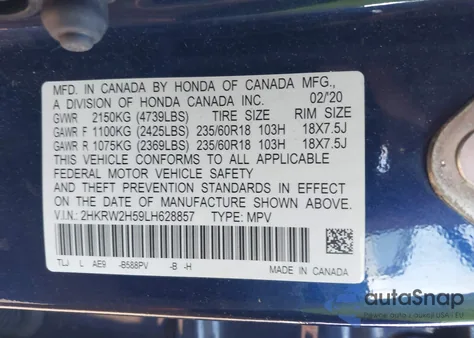 MFD. IN CANADA BY HONDA OF CANADA MFG.,
A DIVISION OF HONDA CANADA INC. 02/'20
GVWR 2150KG (4739LBS) TIRE SIZE RIM SIZE
GAWR F 1100KG (2425LBS) 235/60R18 103H 18X7.5J
GAWR R 1075KG (2369LBS) 235/60R18 103H 18X7.5J
THIS VEHICLE CONFORMS TO ALL APPLICABLE
FEDERAL MOTOR VEHICLE SAFETY
AND THEFT PREVENTION STANDARDS IN EFFECT
ON THE DATE OF MANUFACTURE SHOWN ABOVE.
V.I.N.: 2HKRW2H59LH628857 TYPE: MPV
TLJ L AE9 -B588PV -B -H
MADE IN CANADA
autoSnap